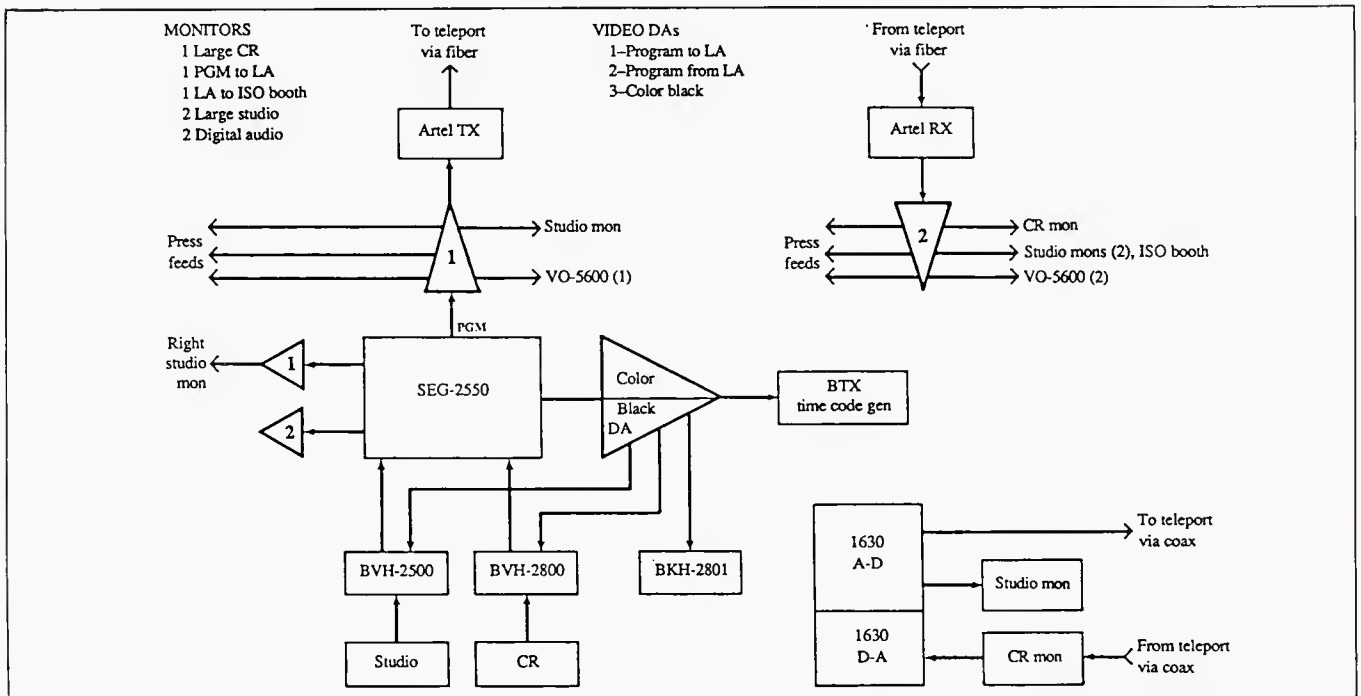 MONITORS
1 Large CR
1 PGM to LA
1 LA to ISO booth
2 Large studio
2 Digital audio
To teleport
via fiber
VIDEO DAs
1–Program to LA
2–Program from LA
3–Color black
From teleport
via fiber
Artel TX
Artel RX
Press
feeds
1
Studio mon
VO-5600 (1)
Press
feeds
2
CR mon
Studio mons (2), ISO booth
VO-5600 (2)
PGM
Right
studio
mon
1
2
SEG-2550
Color
Black
DA
BTX
time code gen
BVH-2500
BVH-2800
BKH-2801
Studio
CR
1630
A-D
To teleport
via coax
Studio mon
1630
D-A
CR mon
From teleport
via coax